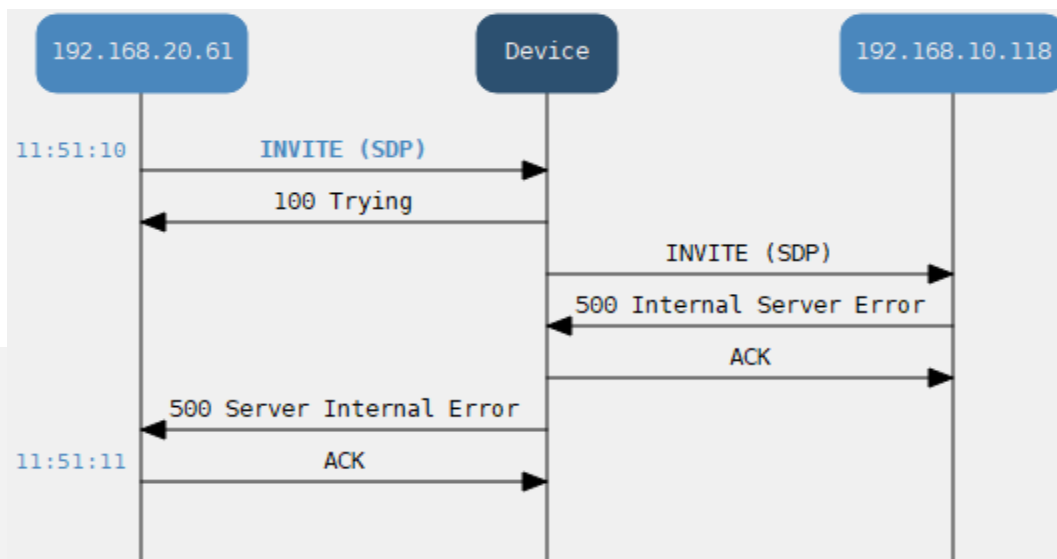 192.168.20.61
Device
192.168.10.118
11:51:10
INVITE (SDP)
100 Trying
INVITE (SDP)
500 Internal Server Error
ACK
500 Server Internal Error
11:51:11
ACK